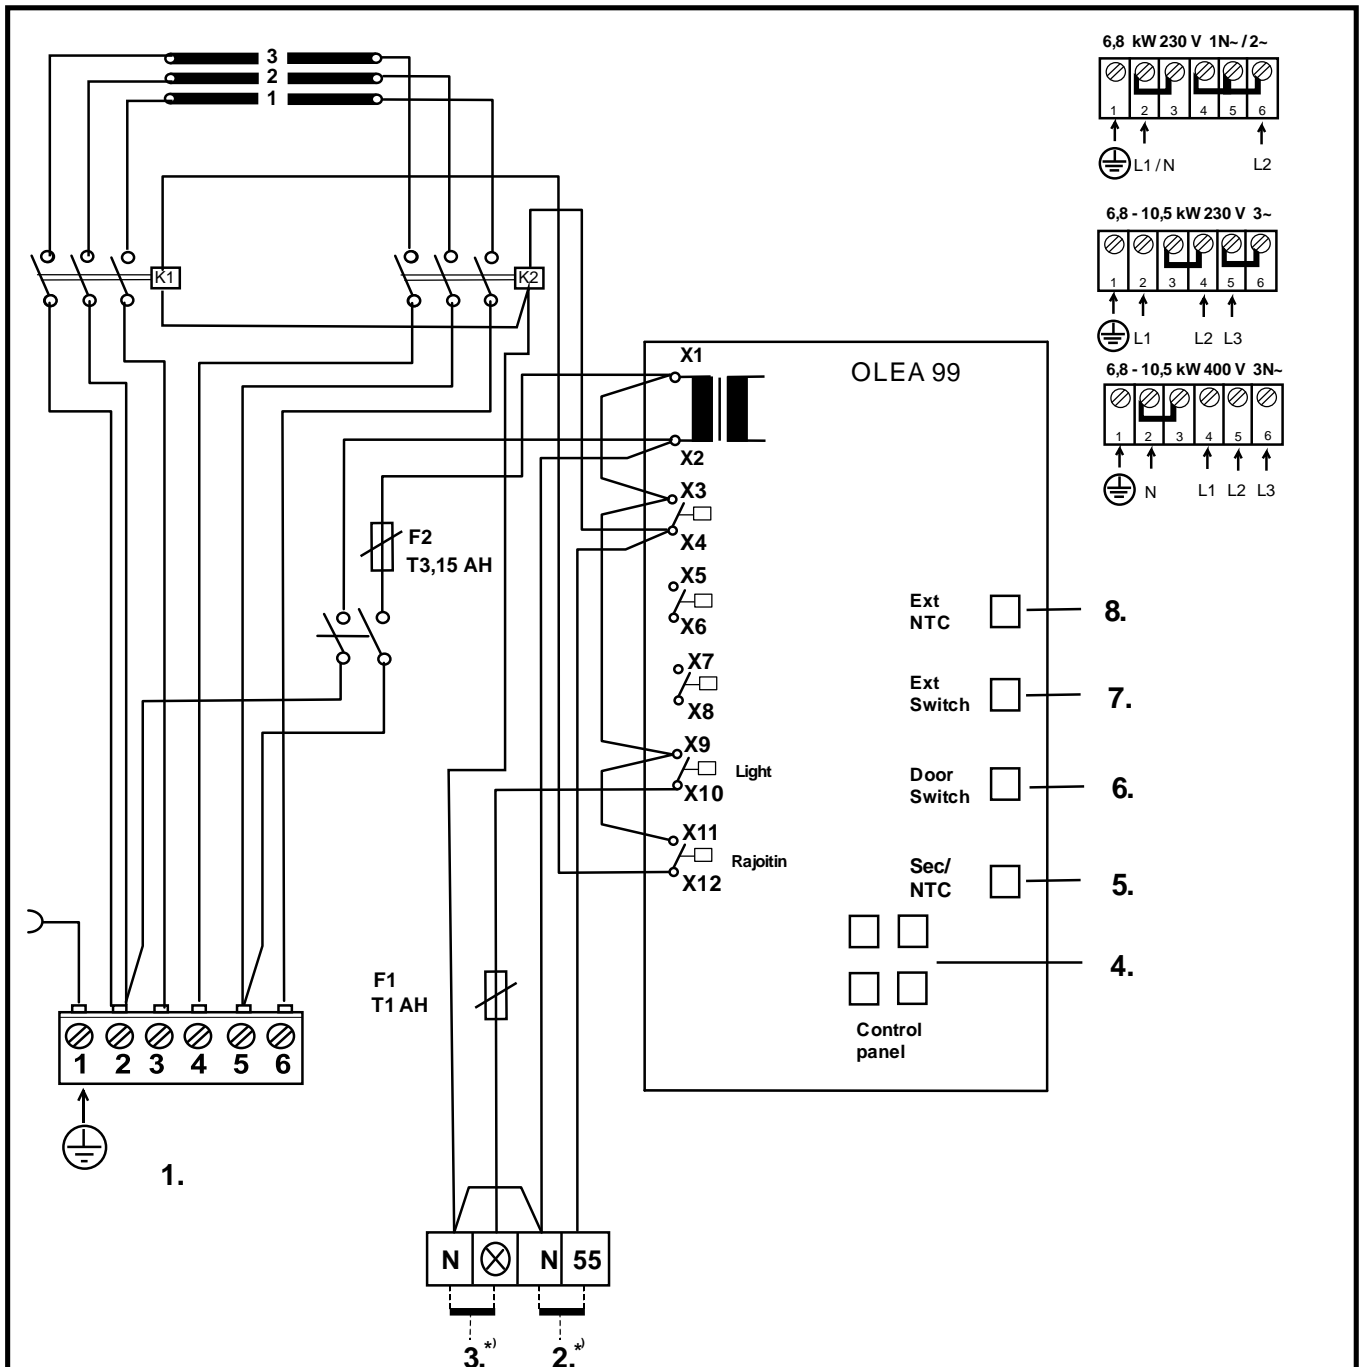 3
2
1
K1
K2
6,8 kW 230 V 1N~ / 2~
1 2 3 4 5 6
L1 / N L2
6,8 - 10,5 kW 230 V 3~
1 2 3 4 5 6
L1 L2 L3
6,8 - 10,5 kW 400 V 3N~
1 2 3 4 5 6
N L1 L2 L3
OLEA 99
X1
X2
X3
X4
X5
X6
X7
X8
X9
Light
X10
X11
Rajoitin
X12
F2
T3,15 AH
Ext
NTC
8.
Ext
Switch
7.
Door
Switch
6.
Sec/
NTC
5.
4.
Control
panel
F1
T1 AH
1 2 3 4 5 6
1.
N N 55
3.*) 2.*)